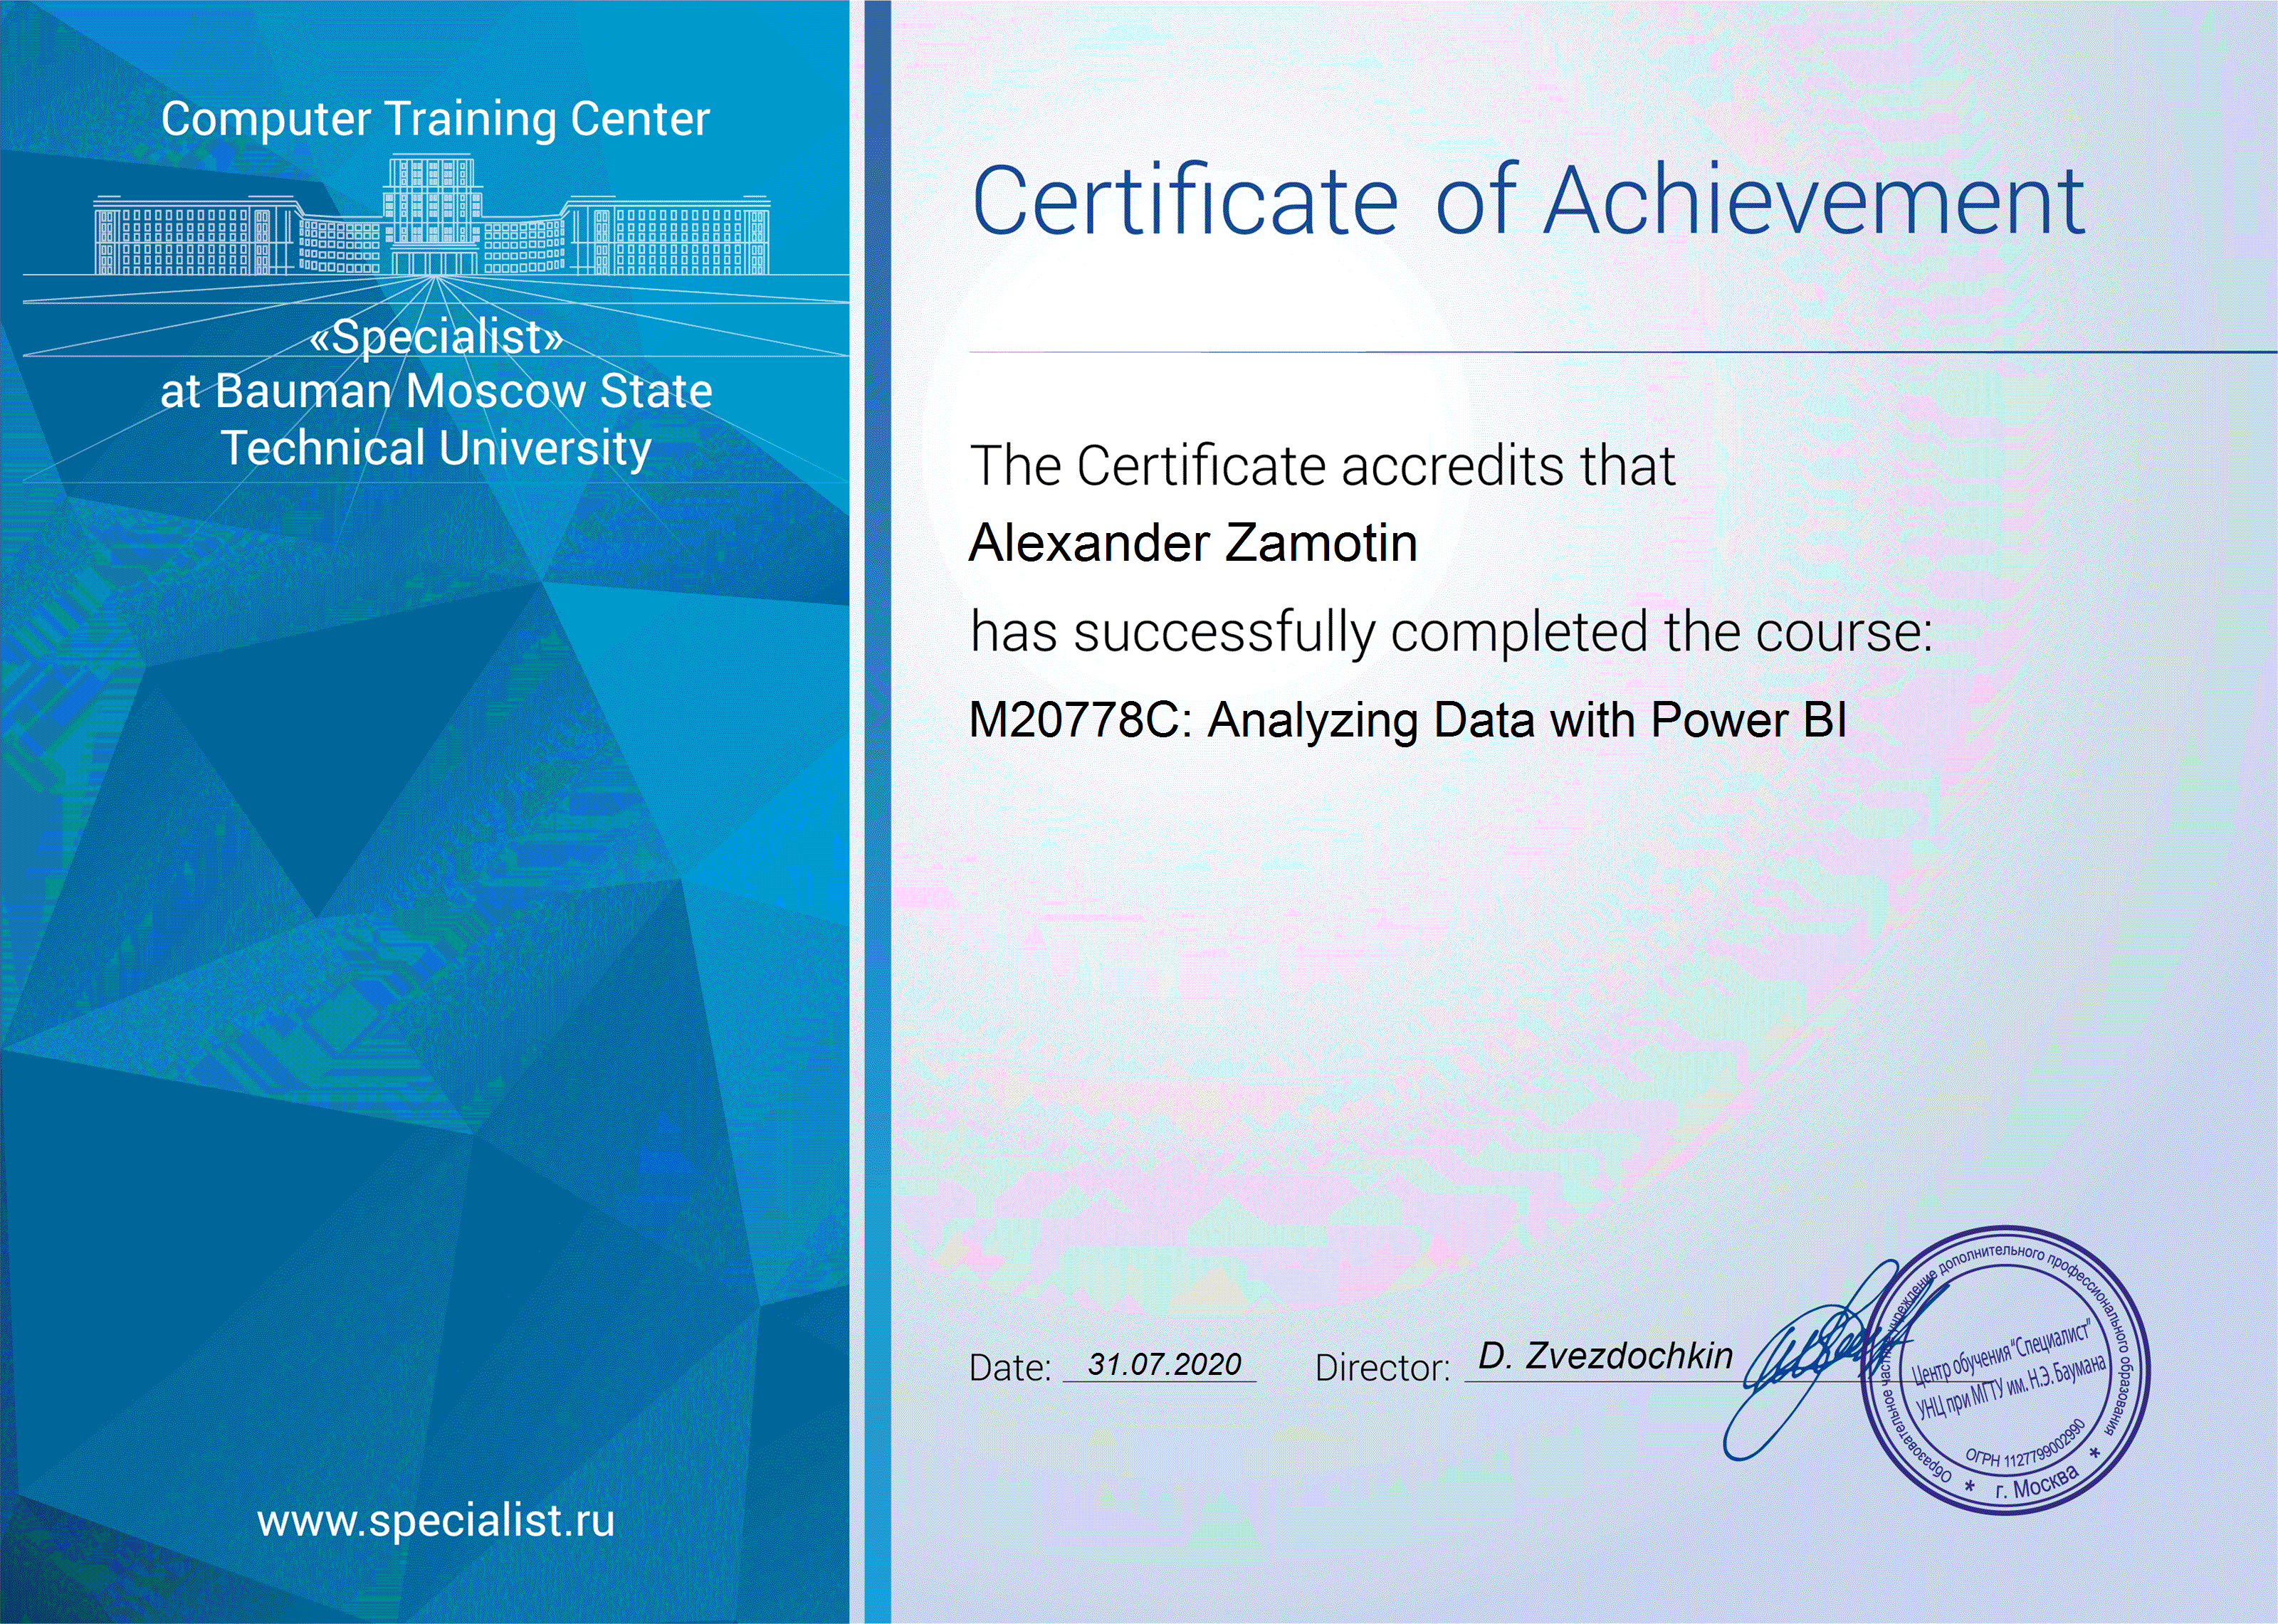 Computer Training Center
«Specialist»
at Bauman Moscow State
Technical University
www.specialist.ru
Certificate of Achievement
The Certificate accredits that
Alexander Zamotin
has successfully completed the course:
M20778C: Analyzing Data with Power BI
Date: 31.07.2020 Director: D. Zvezdochkin
Образовательное частное учреждение дополнительного профессионального образования
Центр обучения "Специалист"
УНЦ при МГТУ им. Н.Э. Баумана
ОГРН 1127799002990
* г. Москва *